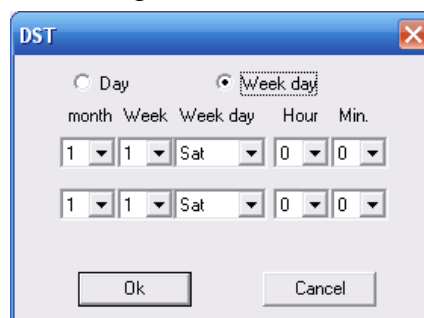 DST
Day Week day
month Week Week day Hour Min.
1 1 Sat 0 0
1 1 Sat 0 0
Ok Cancel